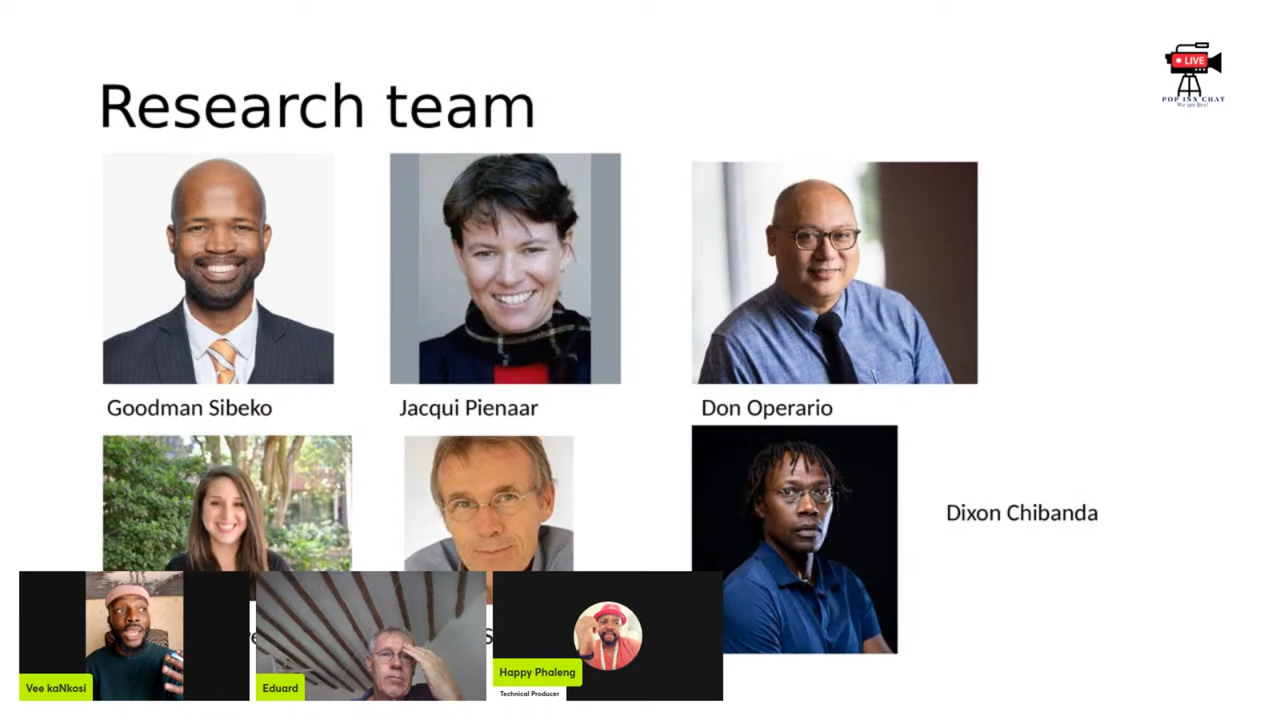 LIVE
POP INN CHAT
We are live!
Research team
Goodman Sibeko
Jacqui Pienaar
Don Operario
Dixon Chibanda
Vee kaNkosi
Eduard
Happy Phaleng
Technical Producer